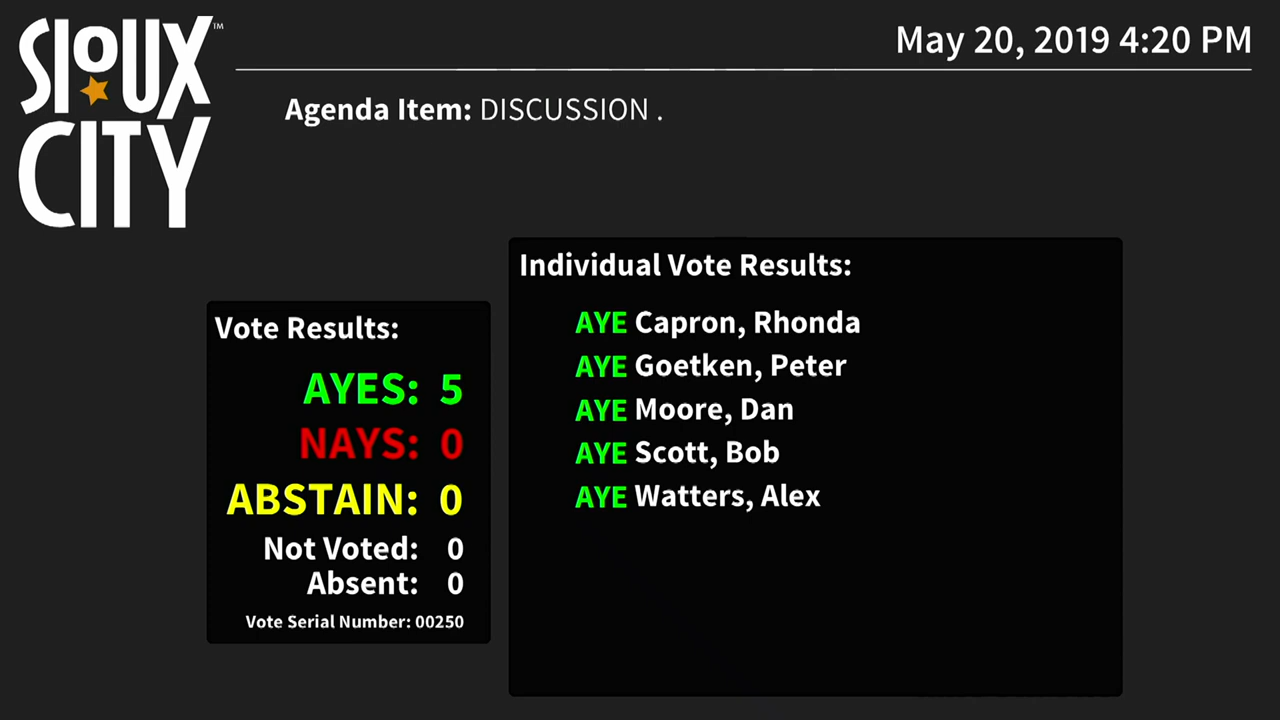 SIOUX
CITY
™
May 20, 2019 4:20 PM
Agenda Item: DISCUSSION .
Vote Results:
AYES: 5
NAYS: 0
ABSTAIN: 0
Not Voted: 0
Absent: 0
Vote Serial Number: 00250
Individual Vote Results:
AYE Capron, Rhonda
AYE Goetken, Peter
AYE Moore, Dan
AYE Scott, Bob
AYE Watters, Alex